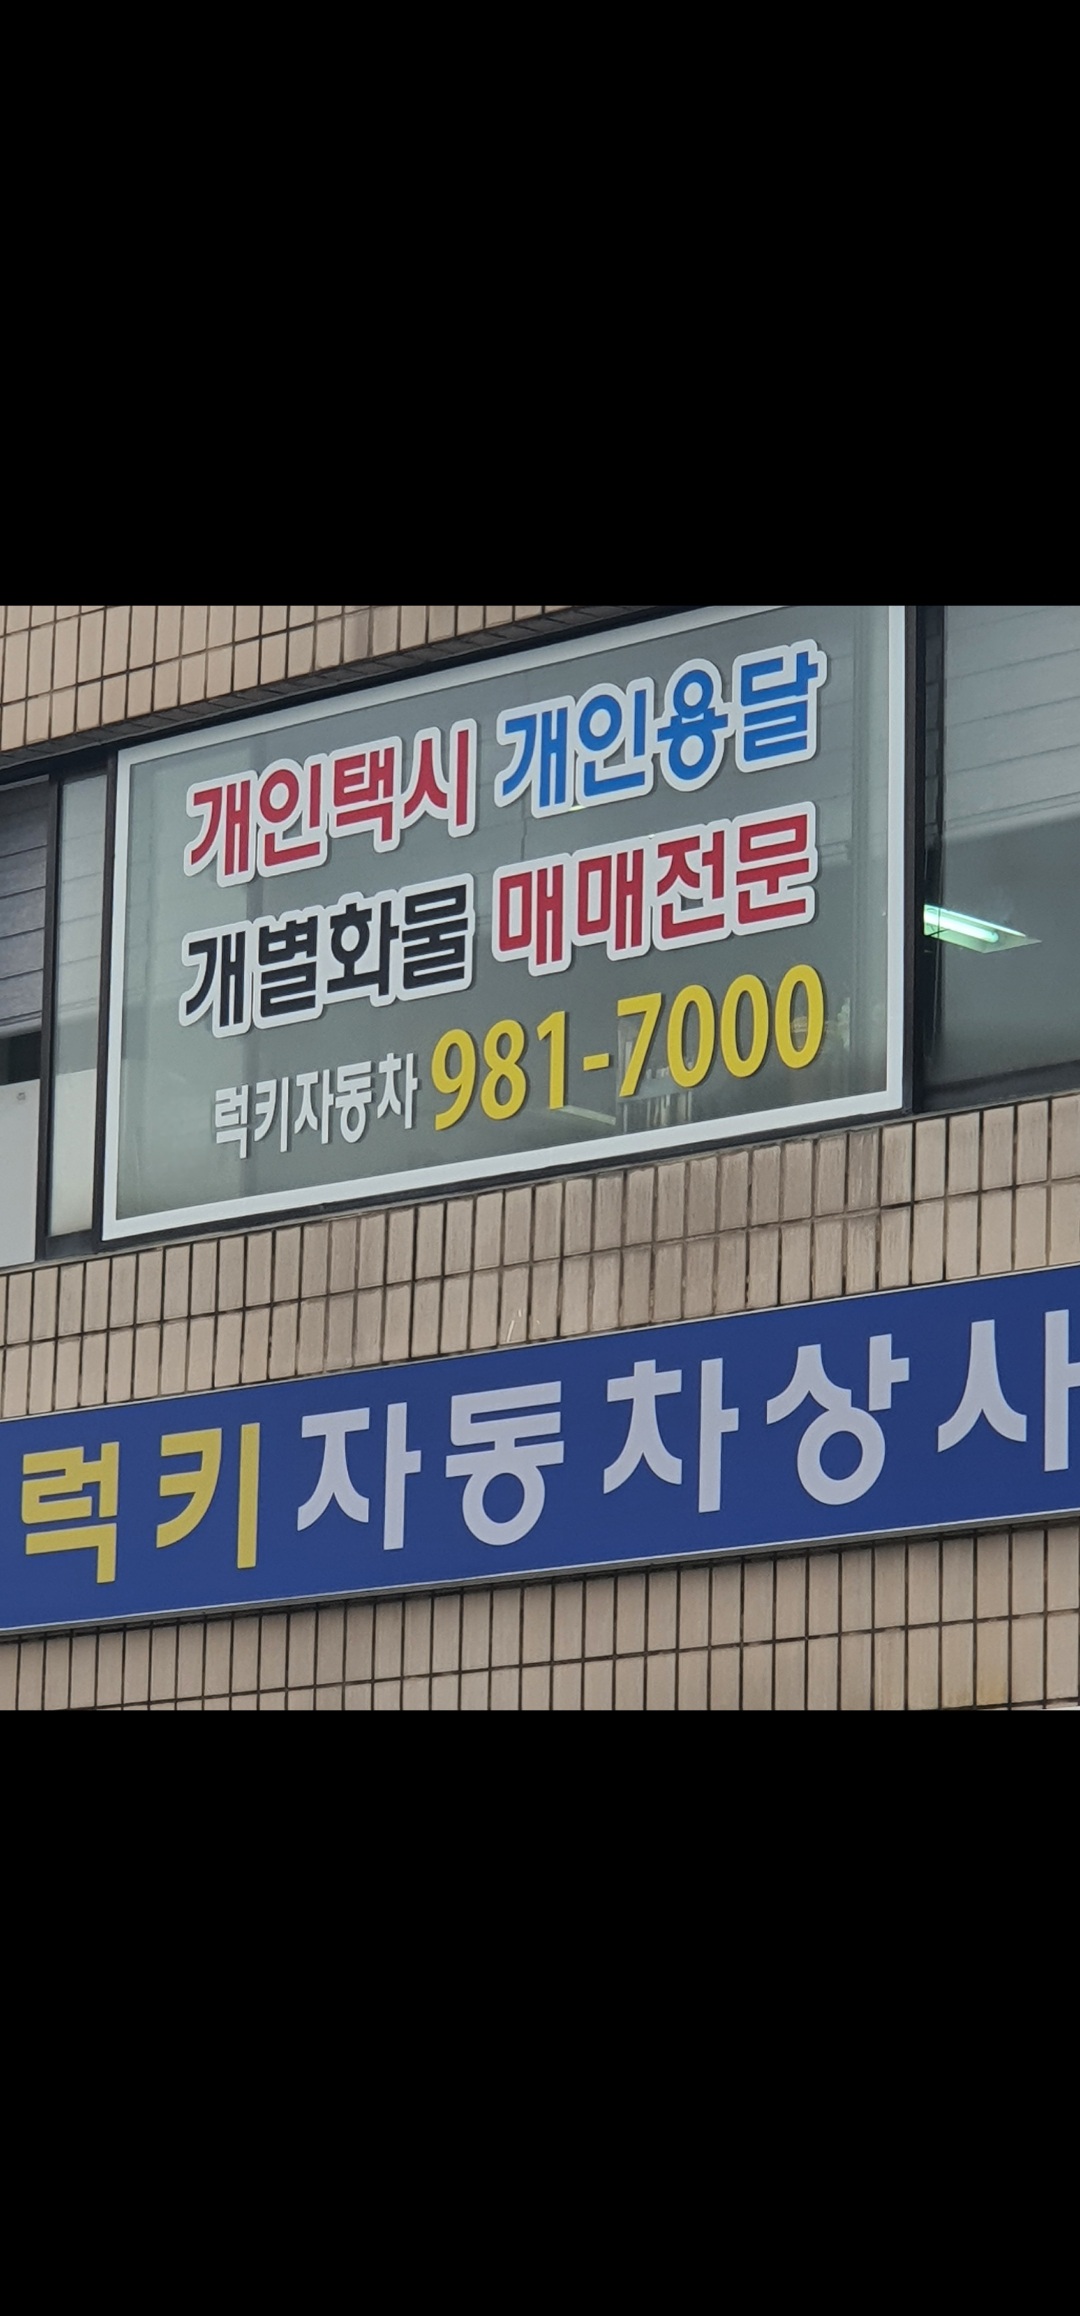 개인택시 개인용달
개별화물 매매전문
럭키자동차 981-7000
럭키자동차상사